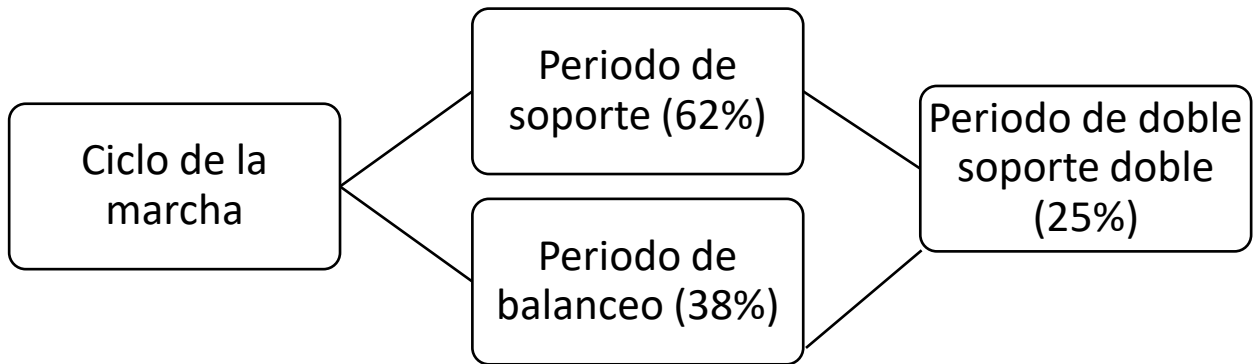 Ciclo de la
marcha
Periodo de
soporte (62%)
Periodo de
balanceo (38%)
Periodo de doble
soporte doble
(25%)